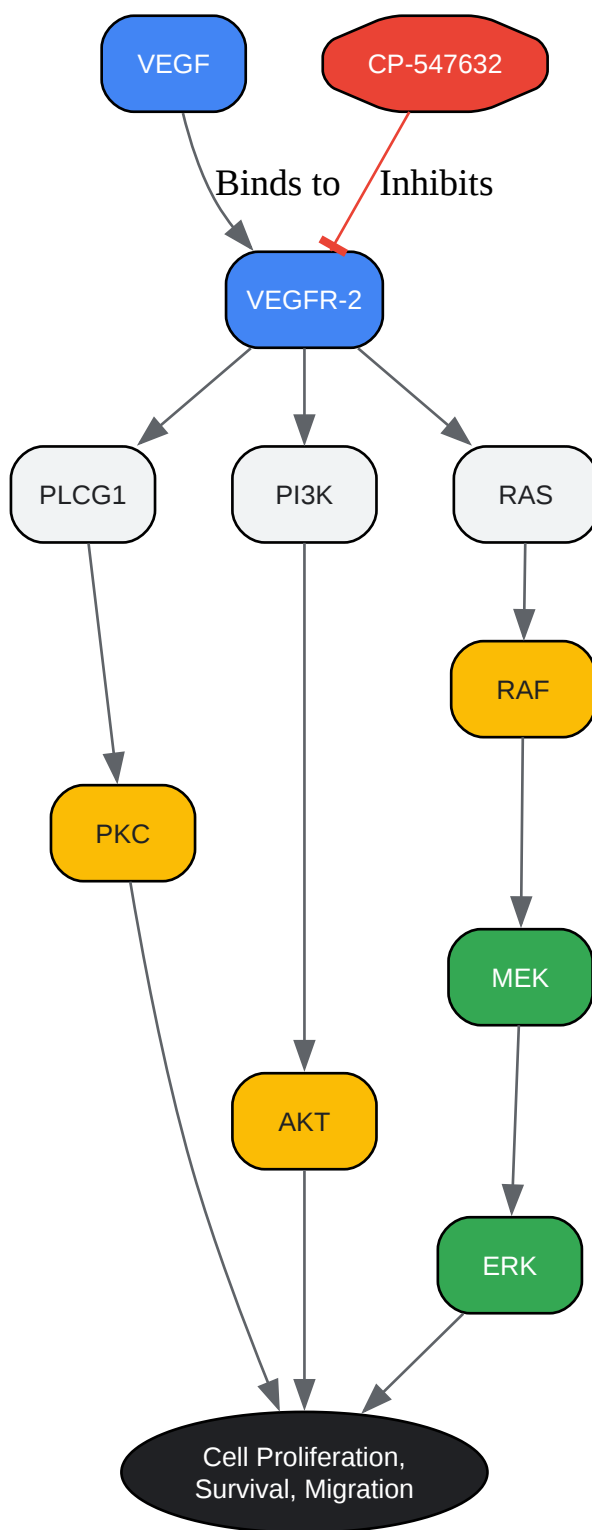 VEGF
CP-547632
Binds to
Inhibits
VEGFR-2
PLCG1
PI3K
RAS
RAF
PKC
MEK
AKT
ERK
Cell Proliferation,
Survival, Migration